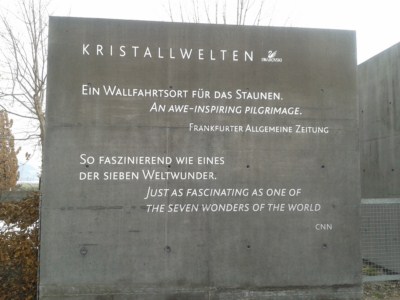 KRISTALLWELTEN SWAROVSKI
EIN WALLFAHRTSORT FÜR DAS STAUNEN.
AN AWE-INSPIRING PILGRIMAGE.
FRANKFURTER ALLGEMEINE ZEITUNG
SO FASZINIEREND WIE EINES
DER SIEBEN WELTWUNDER.
JUST AS FASCINATING AS ONE OF
THE SEVEN WONDERS OF THE WORLD
CNN